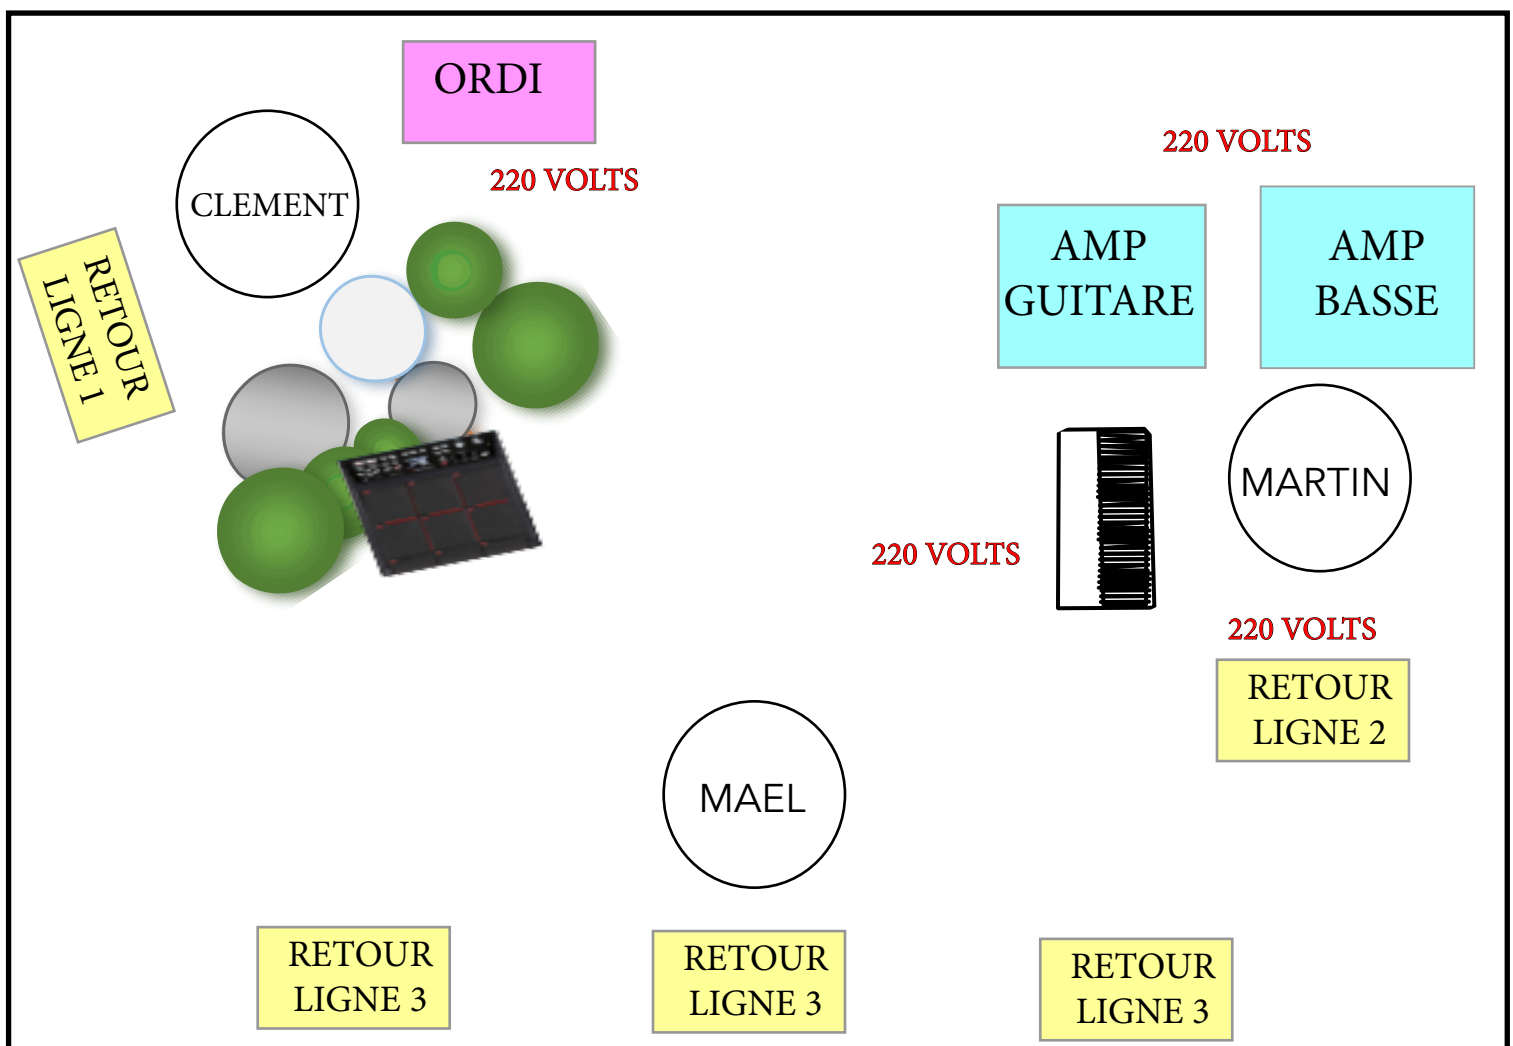 ORDI
220 VOLTS
CLEMENT
220 VOLTS
RETOUR
LIGNE 1
AMP
GUITARE
AMP
BASSE
MARTIN
220 VOLTS
220 VOLTS
RETOUR
LIGNE 2
MAEL
RETOUR
LIGNE 3
RETOUR
LIGNE 3
RETOUR
LIGNE 3